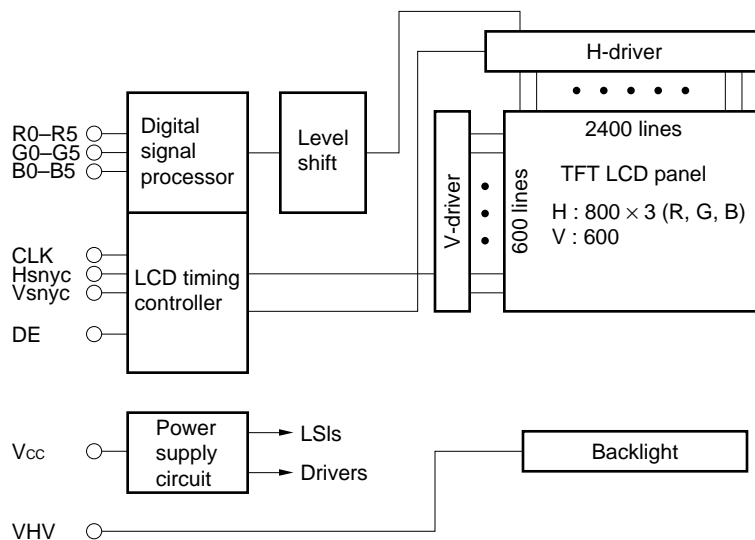 H-driver
R0–R5
G0–G5
B0–B5
Digital
signal
processor
Level
shift
2400 lines
TFT LCD panel
H : 800 × 3 (R, G, B)
V : 600
600 lines
V-driver
CLK
Hsnyc
Vsnyc
DE
LCD timing
controller
VCC
Power
supply
circuit
LSIs
Drivers
Backlight
VHV